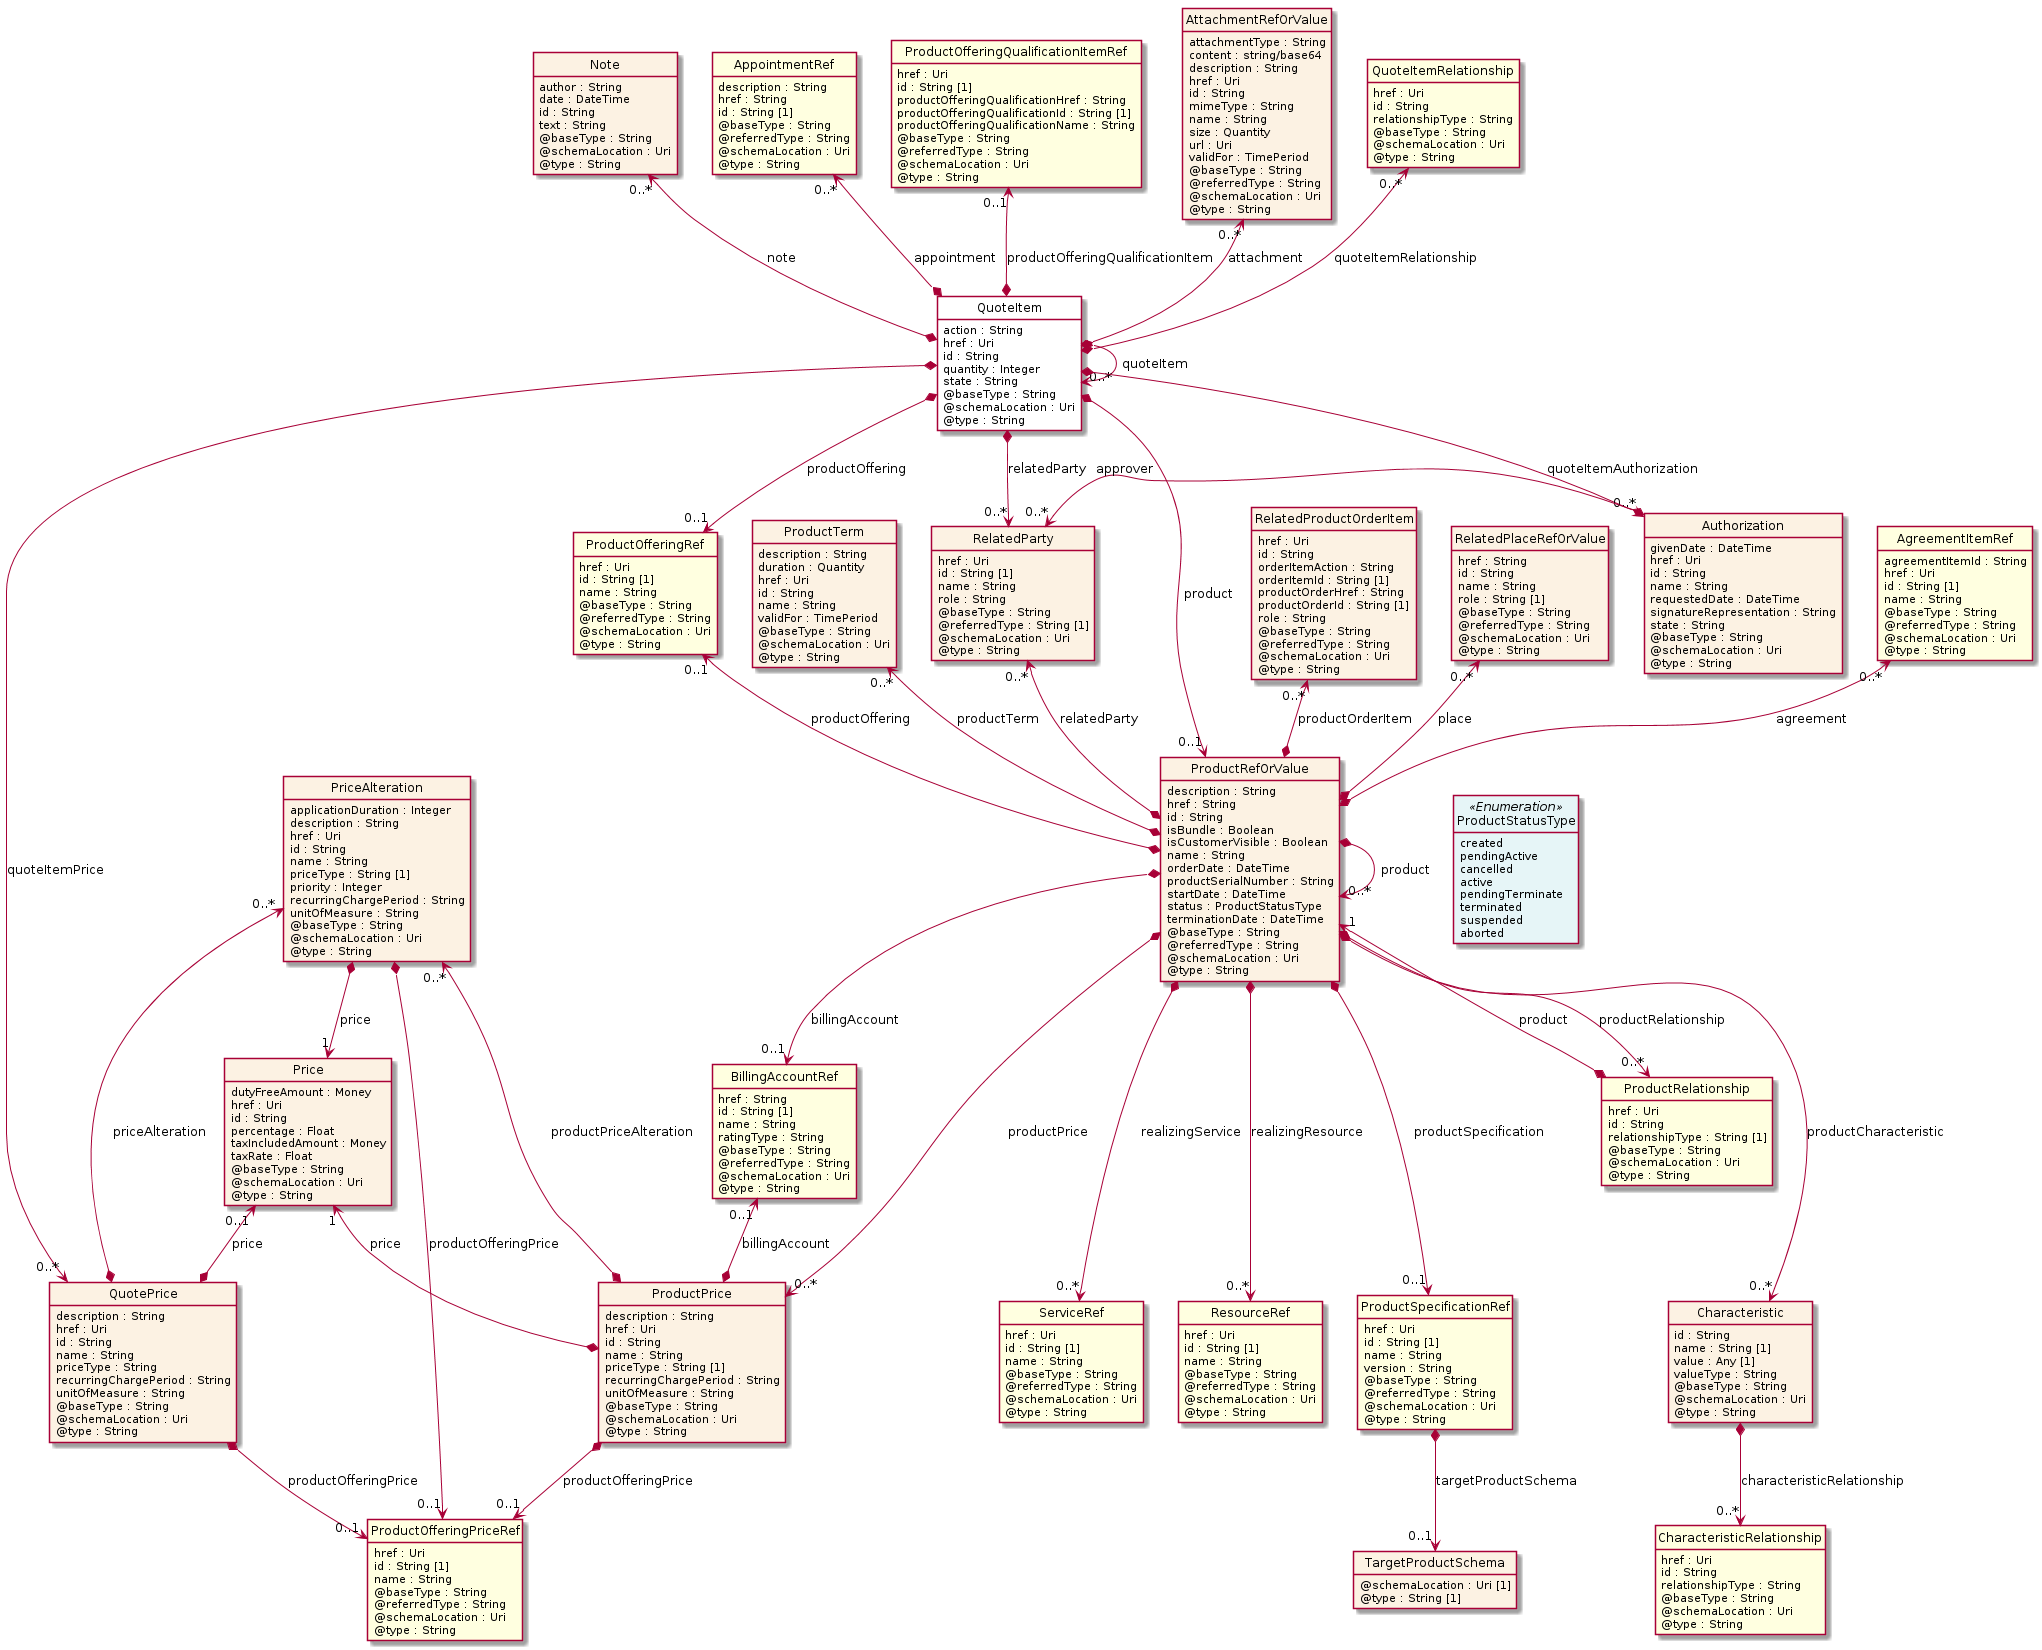 Note
author : String
date : DateTime
id : String
text : String
@baseType : String
@schemaLocation : Uri
@type : String
0..*
AppointmentRef
description : String
href : String
id : String [1]
@baseType : String
@referredType : String
@schemaLocation : Uri
@type : String
0..*
ProductOfferingQualificationItemRef
href : Uri
id : String [1]
productOfferingQualificationHref : String
productOfferingQualificationId : String [1]
productOfferingQualificationName : String
@baseType : String
@referredType : String
@schemaLocation : Uri
@type : String
0..1
AttachmentRefOrValue
attachmentType : String
content : string/base64
description : String
href : Uri
id : String
mimeType : String
name : String
size : Quantity
url : Uri
validFor : TimePeriod
@baseType : String
@referredType : String
@schemaLocation : Uri
@type : String
0..*
QuoteItemRelationship
href : Uri
id : String
relationshipType : String
@baseType : String
@schemaLocation : Uri
@type : String
0..*
note
appointment
productOfferingQualificationItem
attachment
quoteItemRelationship
QuoteItem
action : String
href : Uri
id : String
quantity : Integer
state : String
@baseType : String
@schemaLocation : Uri
@type : String
quoteItem
0..*
productOffering
relatedParty
approver
quoteItemAuthorization
0..1
0..*
0..*
0..*
product
ProductOfferingRef
href : Uri
id : String [1]
name : String
@baseType : String
@referredType : String
@schemaLocation : Uri
@type : String
0..1
ProductTerm
description : String
duration : Quantity
href : Uri
id : String
name : String
validFor : TimePeriod
@baseType : String
@schemaLocation : Uri
@type : String
0..*
RelatedParty
href : Uri
id : String [1]
name : String
role : String
@baseType : String
@referredType : String [1]
@schemaLocation : Uri
@type : String
0..*
RelatedProductOrderItem
href : Uri
id : String
orderItemAction : String
orderItemId : String [1]
productOrderHref : String
productOrderId : String [1]
role : String
@baseType : String
@referredType : String
@schemaLocation : Uri
@type : String
0..*
RelatedPlaceRefOrValue
href : String
id : String
name : String
role : String [1]
@baseType : String
@referredType : String
@schemaLocation : Uri
@type : String
0..*
Authorization
givenDate : DateTime
href : Uri
id : String
name : String
requestedDate : DateTime
signatureRepresentation : String
state : String
@baseType : String
@schemaLocation : Uri
@type : String
AgreementItemRef
agreementItemId : String
href : Uri
id : String [1]
name : String
@baseType : String
@referredType : String
@schemaLocation : Uri
@type : String
0..*
productOffering
productTerm
relatedParty
productOrderItem
place
agreement
0..1
ProductRefOrValue
description : String
href : String
id : String
isBundle : Boolean
isCustomerVisible : Boolean
name : String
orderDate : DateTime
productSerialNumber : String
startDate : DateTime
status : ProductStatusType
terminationDate : DateTime
@baseType : String
@referredType : String
@schemaLocation : Uri
@type : String
product
0..*
1
«Enumeration»
ProductStatusType
created
pendingActive
cancelled
active
pendingTerminate
terminated
suspended
aborted
PriceAlteration
applicationDuration : Integer
description : String
href : Uri
id : String
name : String
priceType : String [1]
priority : Integer
recurringChargePeriod : String
unitOfMeasure : String
@baseType : String
@schemaLocation : Uri
@type : String
quoteItemPrice
0..*
0..*
price
1
billingAccount
0..1
product
productRelationship
0..*
Price
dutyFreeAmount : Money
href : Uri
id : String
percentage : Float
taxIncludedAmount : Money
taxRate : Float
@baseType : String
@schemaLocation : Uri
@type : String
0..1
1
BillingAccountRef
href : String
id : String [1]
name : String
ratingType : String
@baseType : String
@referredType : String
@schemaLocation : Uri
@type : String
0..1
ProductRelationship
href : Uri
id : String
relationshipType : String [1]
@baseType : String
@schemaLocation : Uri
@type : String
priceAlteration
productPriceAlteration
productPrice
realizingService
realizingResource
productSpecification
productCharacteristic
price
price
productOfferingPrice
billingAccount
0..*
0..*
0..*
0..*
0..1
0..*
QuotePrice
description : String
href : Uri
id : String
name : String
priceType : String
recurringChargePeriod : String
unitOfMeasure : String
@baseType : String
@schemaLocation : Uri
@type : String
ProductPrice
description : String
href : Uri
id : String
name : String
priceType : String [1]
recurringChargePeriod : String
unitOfMeasure : String
@baseType : String
@schemaLocation : Uri
@type : String
ServiceRef
href : Uri
id : String [1]
name : String
@baseType : String
@referredType : String
@schemaLocation : Uri
@type : String
ResourceRef
href : Uri
id : String [1]
name : String
@baseType : String
@referredType : String
@schemaLocation : Uri
@type : String
ProductSpecificationRef
href : Uri
id : String [1]
name : String
version : String
@baseType : String
@referredType : String
@schemaLocation : Uri
@type : String
Characteristic
id : String
name : String [1]
value : Any [1]
valueType : String
@baseType : String
@schemaLocation : Uri
@type : String
productOfferingPrice
productOfferingPrice
targetProductSchema
characteristicRelationship
0..1
0..1
0..1
0..1
0..*
ProductOfferingPriceRef
href : Uri
id : String [1]
name : String
@baseType : String
@referredType : String
@schemaLocation : Uri
@type : String
TargetProductSchema
@schemaLocation : Uri [1]
@type : String [1]
CharacteristicRelationship
href : Uri
id : String
relationshipType : String
@baseType : String
@schemaLocation : Uri
@type : String